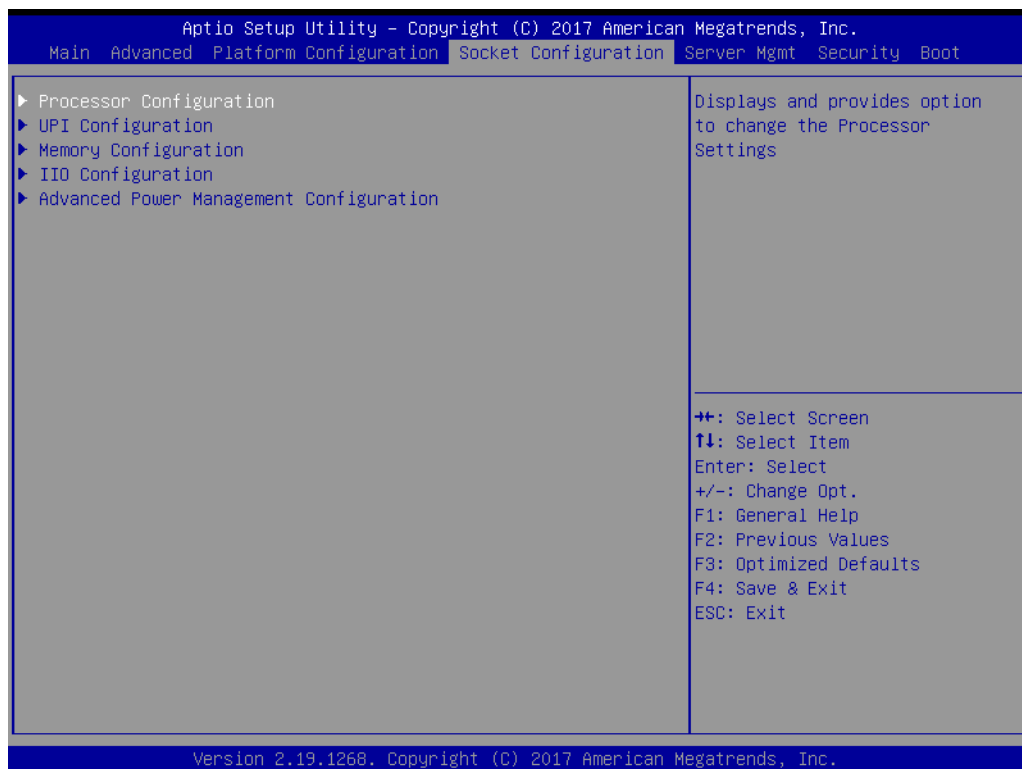 Aptio Setup Utility – Copyright (C) 2017 American Megatrends, Inc.
Main Advanced Platform Configuration Socket Configuration Server Mgmt Security Boot
Processor Configuration
UPI Configuration
Memory Configuration
IIO Configuration
Advanced Power Management Configuration
Displays and provides option
to change the Processor
Settings
→←: Select Screen
↑↓: Select Item
Enter: Select
+/-: Change Opt.
F1: General Help
F2: Previous Values
F3: Optimized Defaults
F4: Save & Exit
ESC: Exit
Version 2.19.1268. Copyright (C) 2017 American Megatrends, Inc.